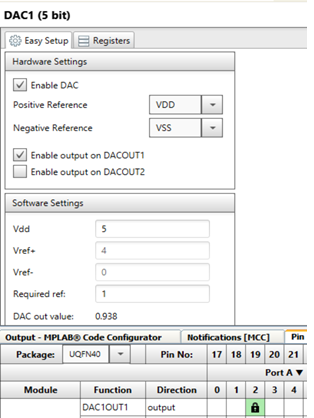 DAC1 (5 bit)
Easy Setup Registers
Hardware Settings
Enable DAC
Positive Reference VDD
Negative Reference VSS
Enable output on DACOUT1
Enable output on DACOUT2
Software Settings
Vdd 5
Vref+ 4
Vref- 0
Required ref: 1
DAC out value: 0.938
Output - MPLAB® Code Configurator Notifications [MCC] Pin
Package: UQFN40 Pin No: 17 18 19 20 21
Port A ▼
Module Function Direction 0 1 2 3 4
DAC1OUT1 output